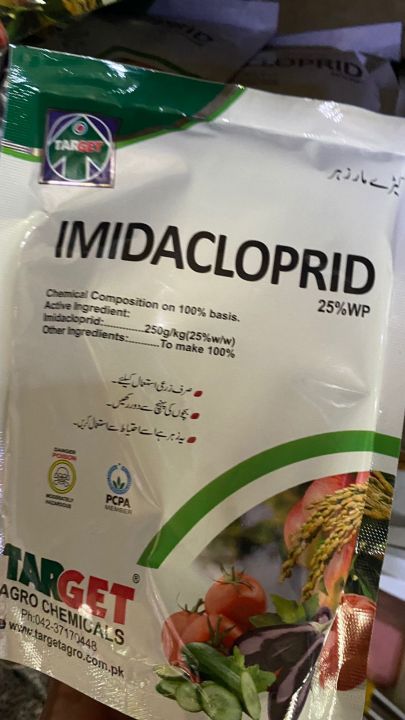 TARGET
کیڑے مار زہر
IMIDACLOPRID
25%WP
Chemical Composition on 100% basis.
Active Ingredient:
Imidacloprid:............250g/kg(25%w/w)
Other Ingredients:.........To make 100%
صرف زرعی استعمال کیلئے۔
بچوں کی پہنچ سے دور رکھیں۔
یہ زہر ہے اسے احتیاط سے استعمال کریں۔
DANGER
POISON
MODERATELY
HAZARDOUS
PCPA
MEMBER
TARGET®
AGRO CHEMICALS
Ph:042-37170448
www.targetagro.com.pk